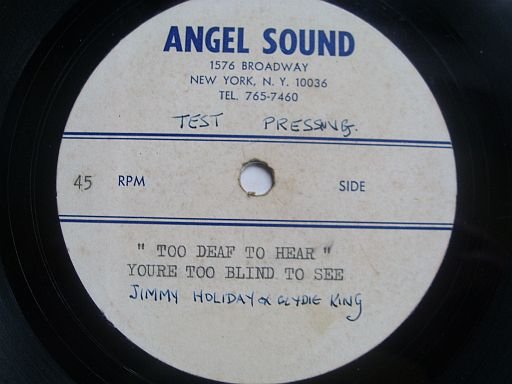 ANGEL SOUND
1576 BROADWAY
NEW YORK, N. Y. 10036
TEL. 765-7460
TEST PRESSING.
45 RPM SIDE
" TOO DEAF TO HEAR "
YOURE TOO BLIND TO SEE
JIMMY HOLIDAY & CLYDIE KING